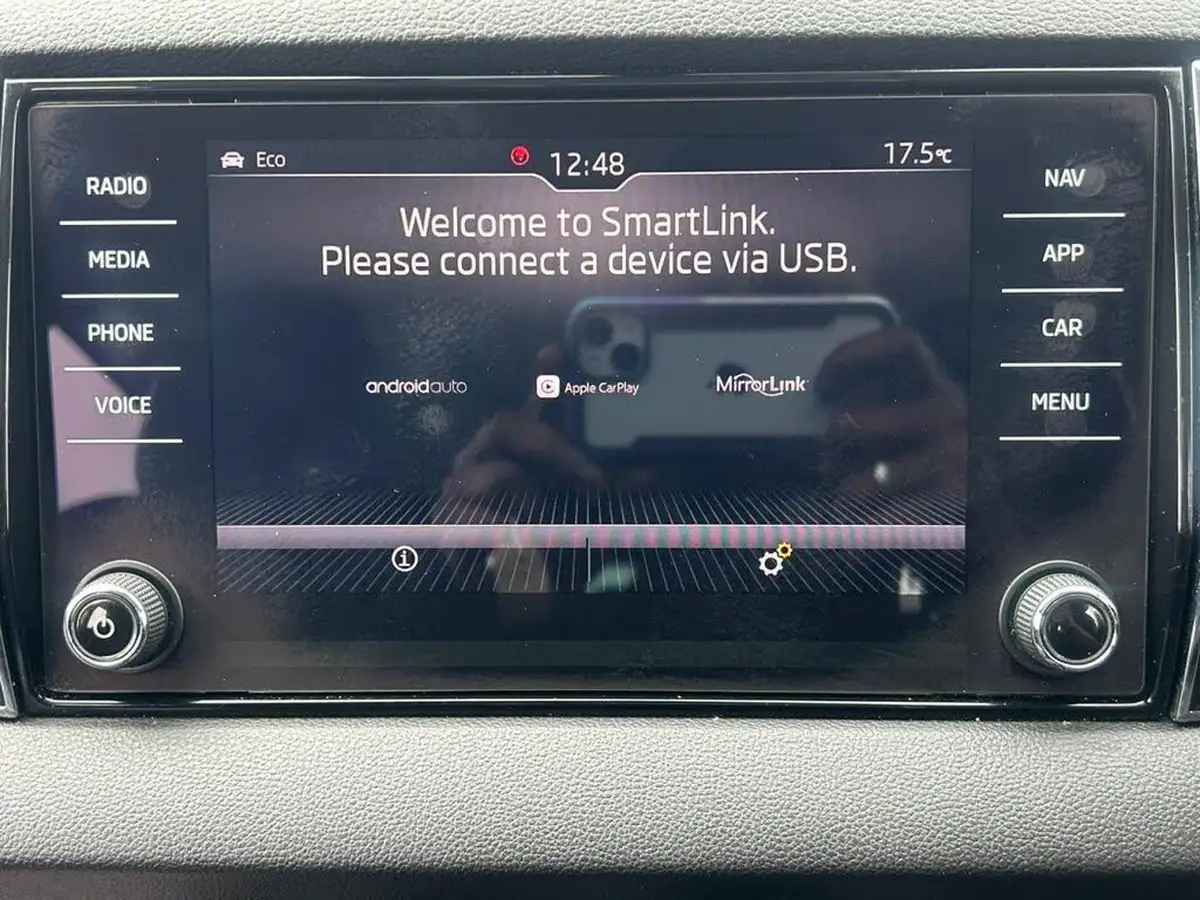 RADIO
MEDIA
PHONE
VOICE
Eco
12:48
17.5°C
Welcome to SmartLink.
Please connect a device via USB.
androidauto
Apple CarPlay
MirrorLink
NAV
APP
CAR
MENU